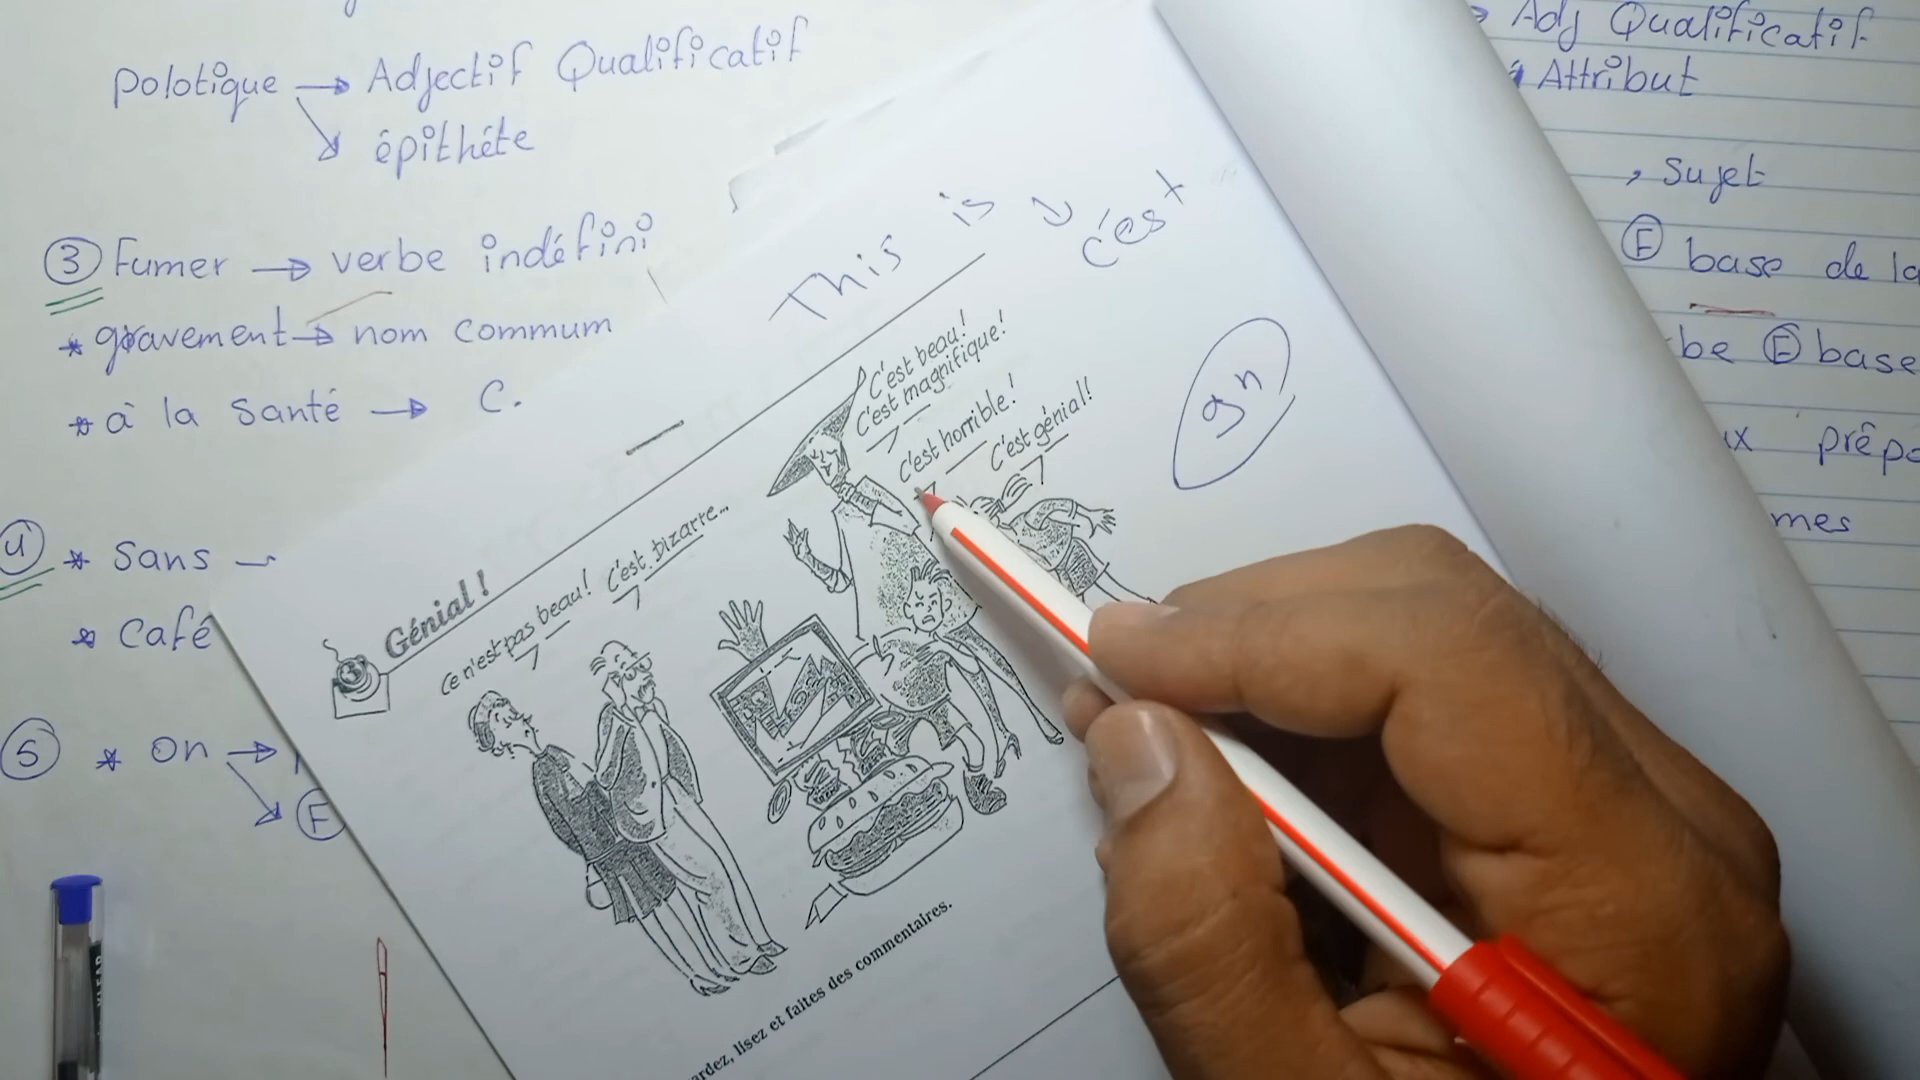 Polotique → Adjectif Qualificatif
épithéte
③ Fumer → verbe indéfini
* gravement → nom commum
* à la santé → C.
4 * Sans
* Café
5 * On →
E
Adj Qualificatif
Attribut
Sujet
E base de la
be E base
prépo
mes
This is
c'est
gn
Génial !
Ce n'est pas beau! C'est bizarre...
C'est beau!
C'est magnifique!
C'est horrible!
C'est génial!
ardez, lisez et faites des commentaires.